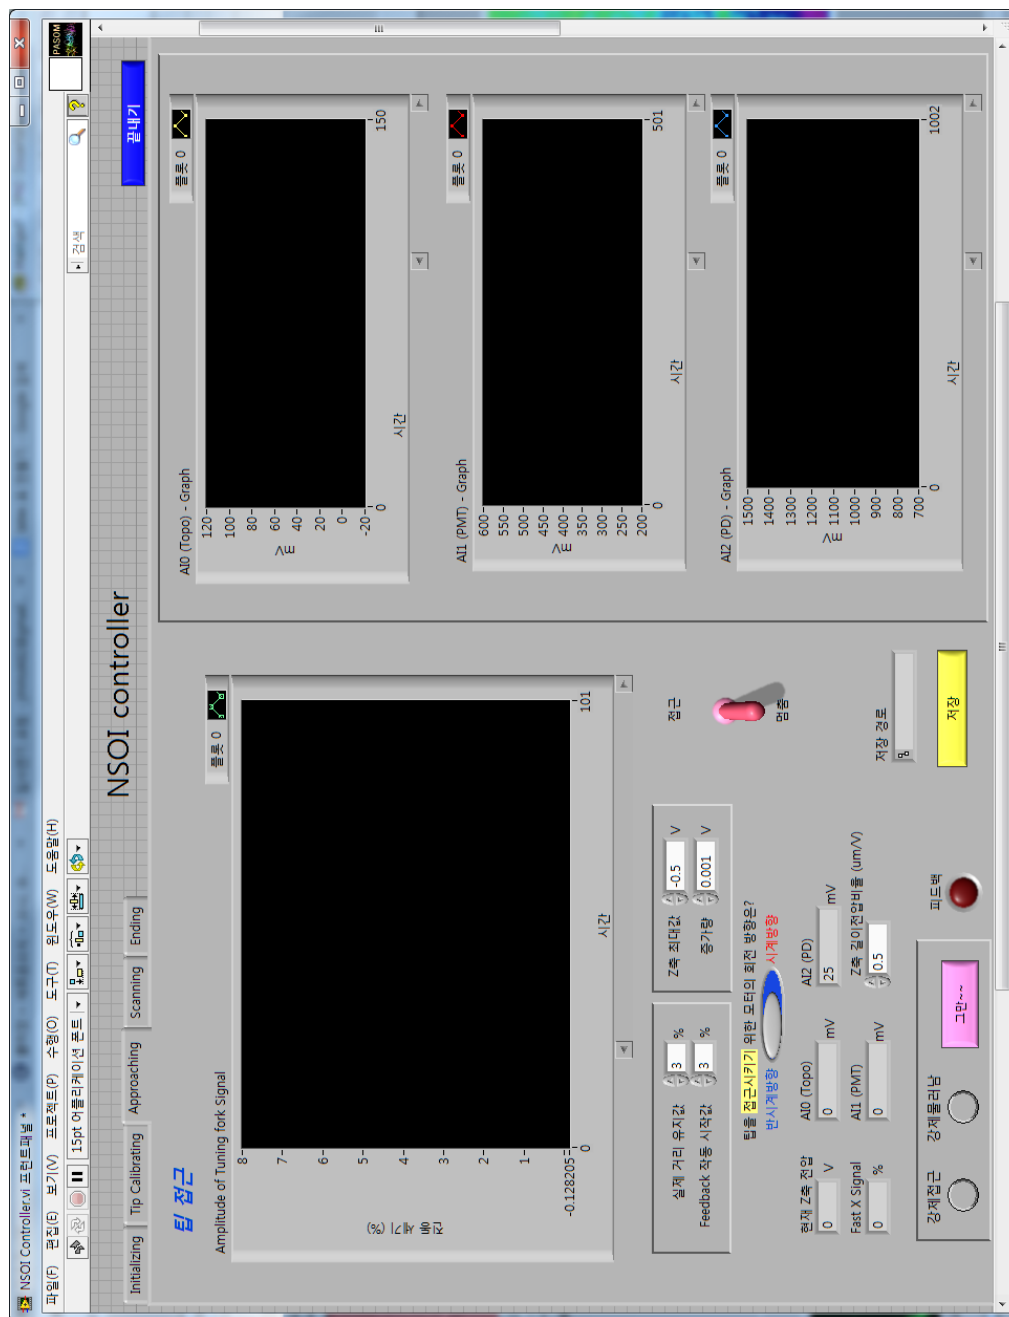 NSOI Controller.vi 프런트패널 *
파일(F) 편집(E) 보기(V) 프로젝트(P) 수행(O) 도구(T) 윈도우(W) 도움말(H)
15pt 어플리케이션 폰트
검색
PASOM
NSOI controller
끝내기
Initializing
Tip Calibrating
Approaching
Scanning
Ending
팁 접근
Amplitude of Tuning fork Signal
플롯 0
진동 세기 (%)
8
7
6
5
4
3
2
1
-0.128205
0
101
시간
실제 거리 유지값 3 %
Feedback 작동 시작값 3 %
Z축 최대값 -0.5 V
증가량 0.001 V
접근
멈춤
팁을 접근시키기 위한 모터의 회전 방향은?
반시계방향
시계방향
현재 Z축 전압
0 V
AI0 (Topo)
0 mV
AI2 (PD)
25 mV
Fast X Signal
0 %
AI1 (PMT)
0 mV
Z축 길이전압비율 (um/V)
0.5
강제접근
강제물러남
그만~~
피드백
저장 경로
저장
AI0 (Topo) - Graph
플롯 0
mV
120
100
80
60
40
20
0
-20
0
150
시간
AI1 (PMT) - Graph
플롯 0
mV
600
550
500
450
400
350
300
250
200
0
501
시간
AI2 (PD) - Graph
플롯 0
mV
1500
1400
1300
1200
1100
1000
900
800
700
0
1002
시간